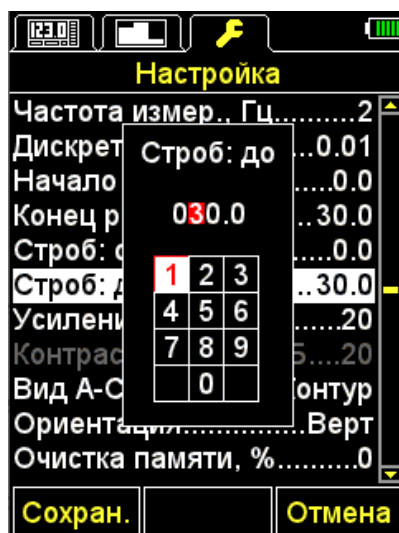 123.0
Настройка
Частота измер., Гц..........2
Дискрет ...0.01
Начало .....0.0
Конец р ..30.0
Строб: .....0.0
Строб: ..30.0
Усилени ......20
Контрас 5....20
Вид А-С Контур
Ориентация..............Верт
Очистка памяти, %..........0
Строб: до
030.0
1 2 3
4 5 6
7 8 9
0
Сохран. Отмена